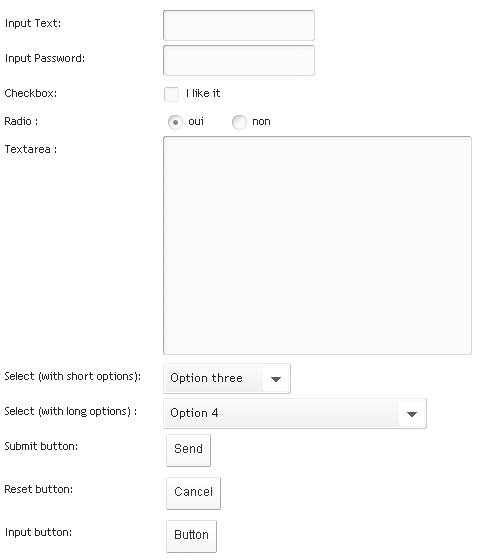 Input Text:
Input Password:
Checkbox: I like it
Radio : oui non
Textarea :
Select (with short options): Option three
Select (with long options) : Option 4
Submit button: Send
Reset button: Cancel
Input button: Button